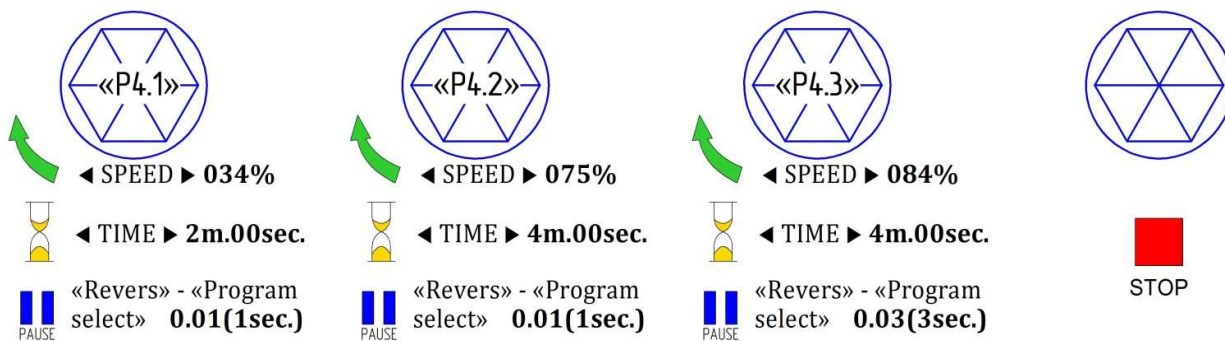 «P4.1»
◄ SPEED ► 034%
◄ TIME ► 2m.00sec.
«Revers» - «Program
select» 0.01(1sec.)
PAUSE
«P4.2»
◄ SPEED ► 075%
◄ TIME ► 4m.00sec.
«Revers» - «Program
select» 0.01(1sec.)
PAUSE
«P4.3»
◄ SPEED ► 084%
◄ TIME ► 4m.00sec.
«Revers» - «Program
select» 0.03(3sec.)
PAUSE
STOP